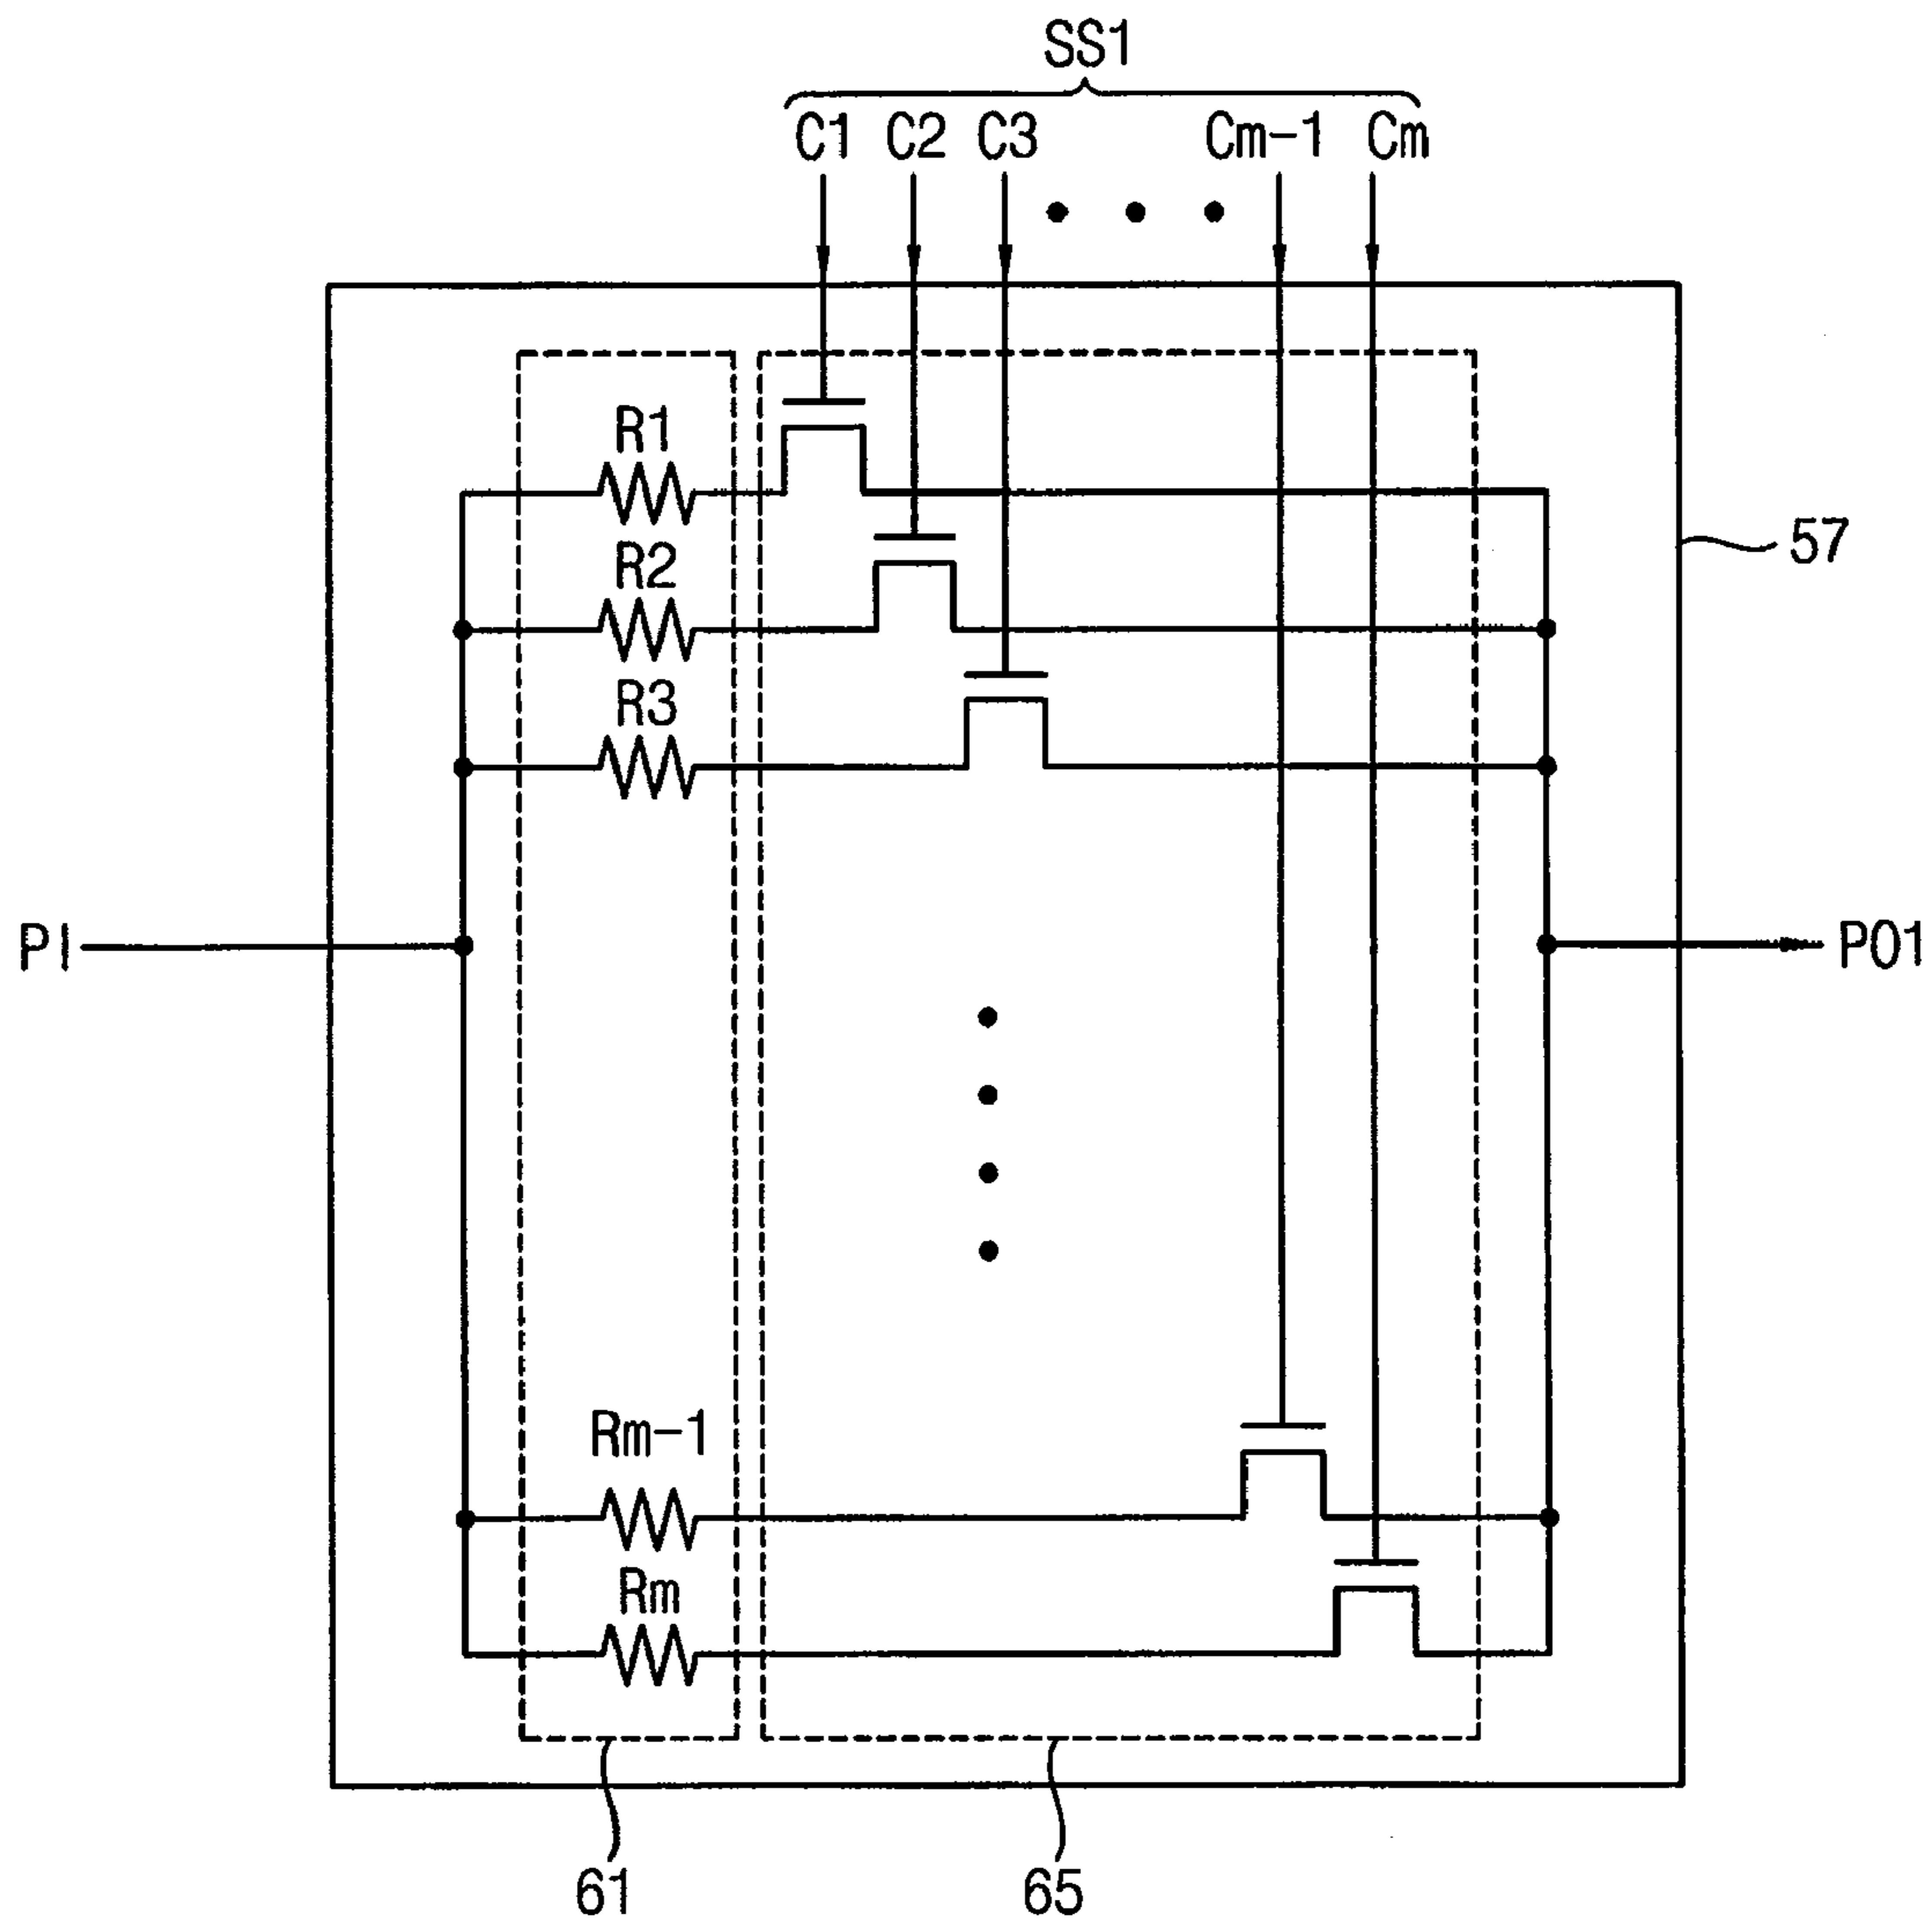 SS1
C1 C2 C3 Cm-1 Cm
R1
57
R2
R3
PI
PO1
Rm-1
Rm
61
65